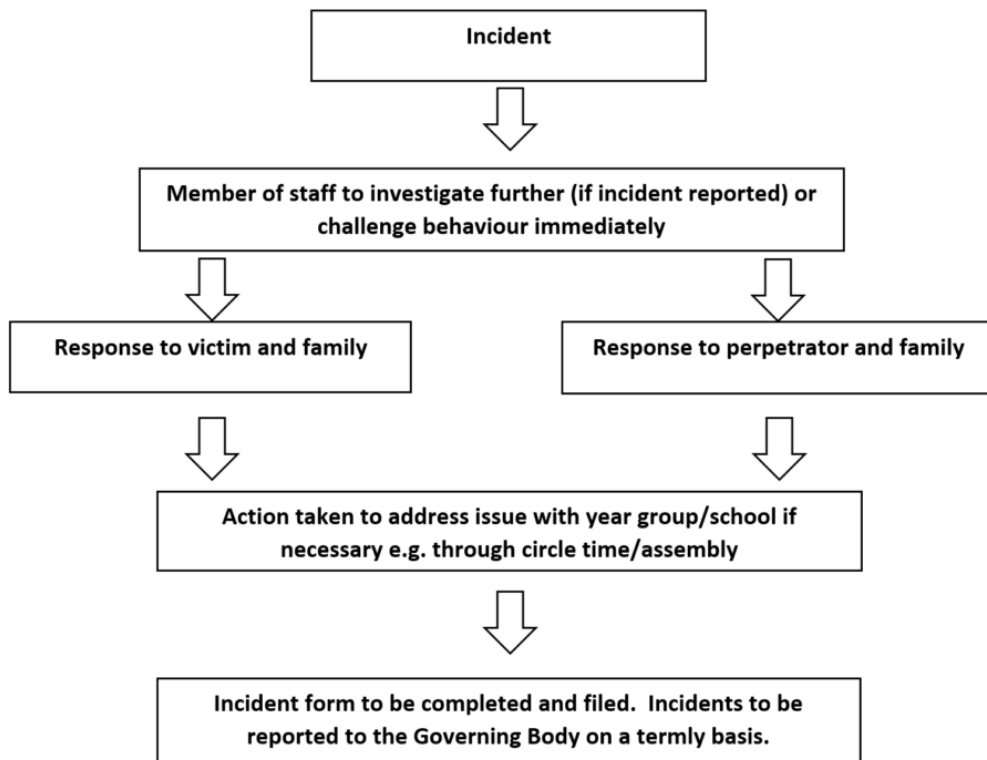 Incident
Member of staff to investigate further (if incident reported) or
challenge behaviour immediately
Response to victim and family
Response to perpetrator and family
Action taken to address issue with year group/school if
necessary e.g. through circle time/assembly
Incident form to be completed and filed.  Incidents to be
reported to the Governing Body on a termly basis.